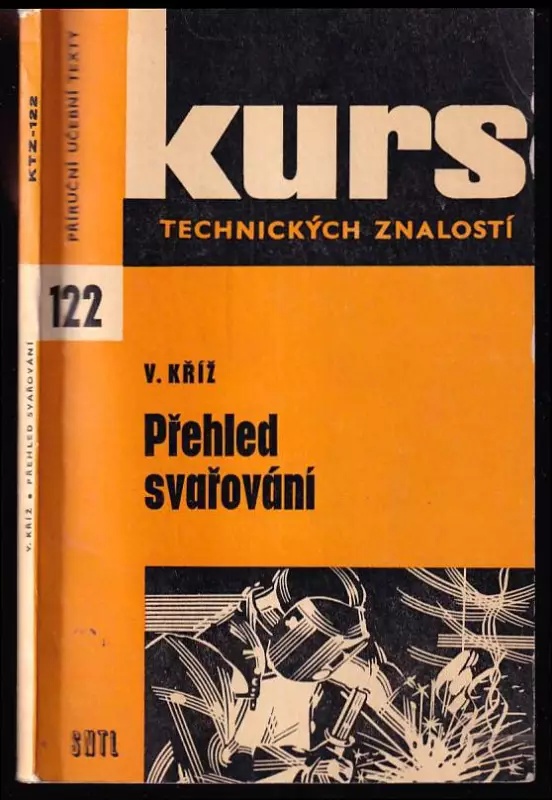 KTZ-122
V. KŘÍŽ • PŘEHLED SVAŘOVÁNÍ
PŘÍRUČNÍ UČEBNÍ TEXTY
kurs
TECHNICKÝCH ZNALOSTÍ
122
V. KŘÍŽ
Přehled
svařování
SNTL